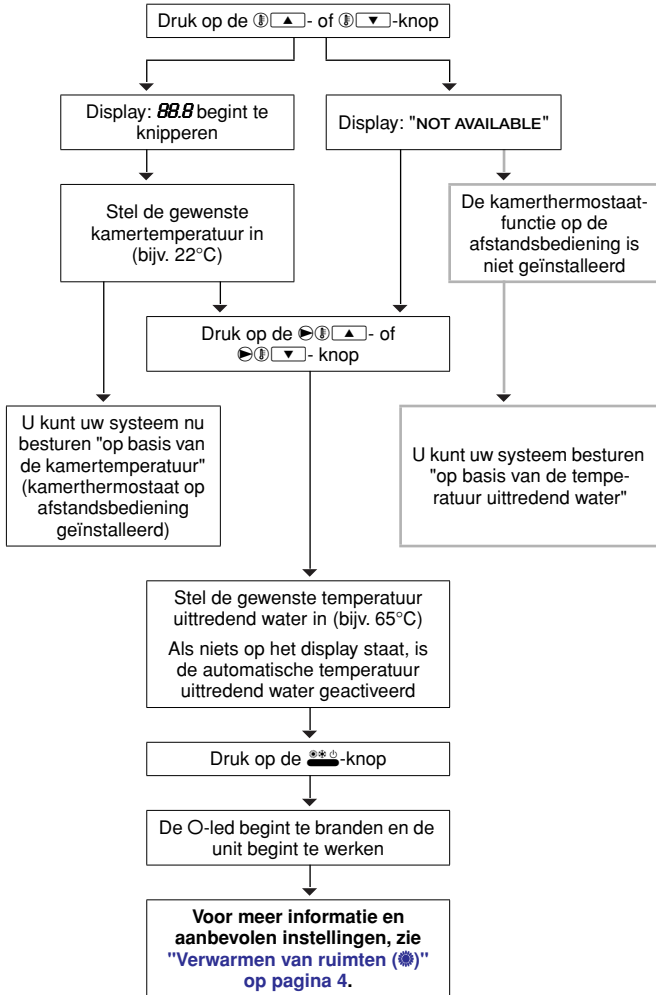 Druk op de ▲ - of ▼ -knop
Display: 88.8 begint te
knipperen
Display: "NOT AVAILABLE"
Stel de gewenste
kamertemperatuur in
(bijv. 22°C)
De kamerthermostaat-
functie op de
afstandsbediening is
niet geïnstalleerd
Druk op de ▲ - of
▼ - knop
U kunt uw systeem nu
besturen "op basis van
de kamertemperatuur"
(kamerthermostaat op
afstandsbediening
geïnstalleerd)
U kunt uw systeem besturen
"op basis van de tempe-
ratuur uittredend water"
Stel de gewenste temperatuur
uittredend water in (bijv. 65°C)
Als niets op het display staat, is
de automatische temperatuur
uittredend water geactiveerd
Druk op de -knop
De O-led begint te branden en de
unit begint te werken
Voor meer informatie en
aanbevolen instellingen, zie
"Verwarmen van ruimten (☀)"
op pagina 4.